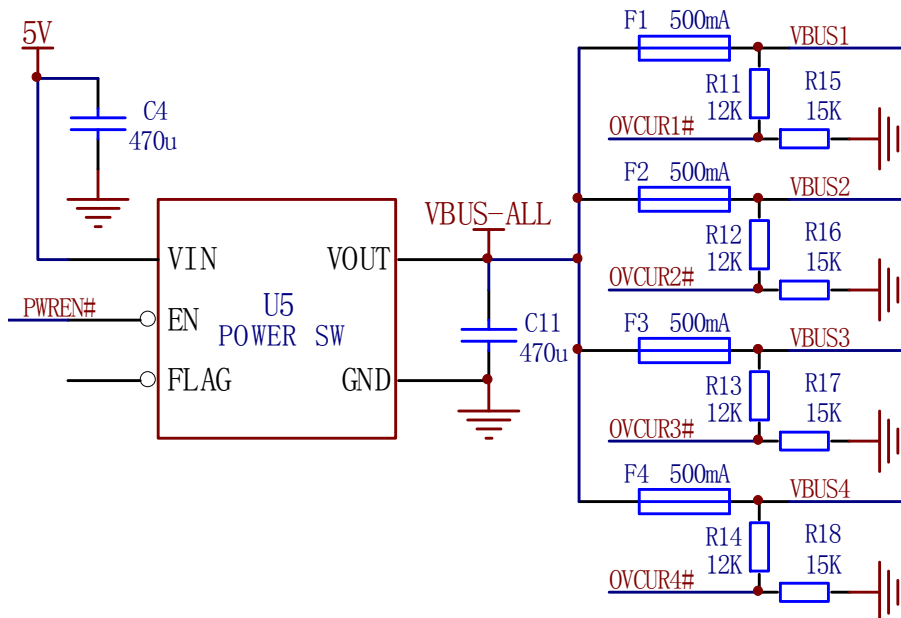 5V
C4
470u
VIN
PWREN#
EN
FLAG
U5
POWER SW
VOUT
GND
VBUS-ALL
C11
470u
F1 500mA
VBUS1
R11
12K
R15
15K
OVCUR1#
F2 500mA
VBUS2
R12
12K
R16
15K
OVCUR2#
F3 500mA
VBUS3
R13
12K
R17
15K
OVCUR3#
F4 500mA
VBUS4
R14
12K
R18
15K
OVCUR4#